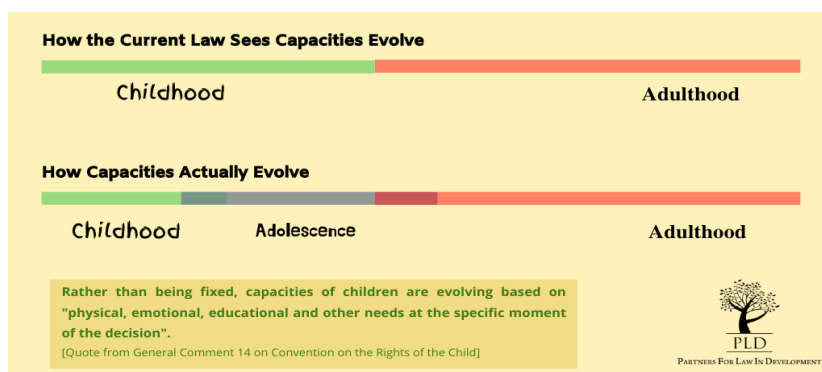 How the Current Law Sees Capacities Evolve
Childhood
Adulthood
How Capacities Actually Evolve
Childhood
Adolescence
Adulthood
Rather than being fixed, capacities of children are evolving based on
"physical, emotional, educational and other needs at the specific moment
of the decision".
[Quote from General Comment 14 on Convention on the Rights of the Child]
PLD
Partners For Law In Development